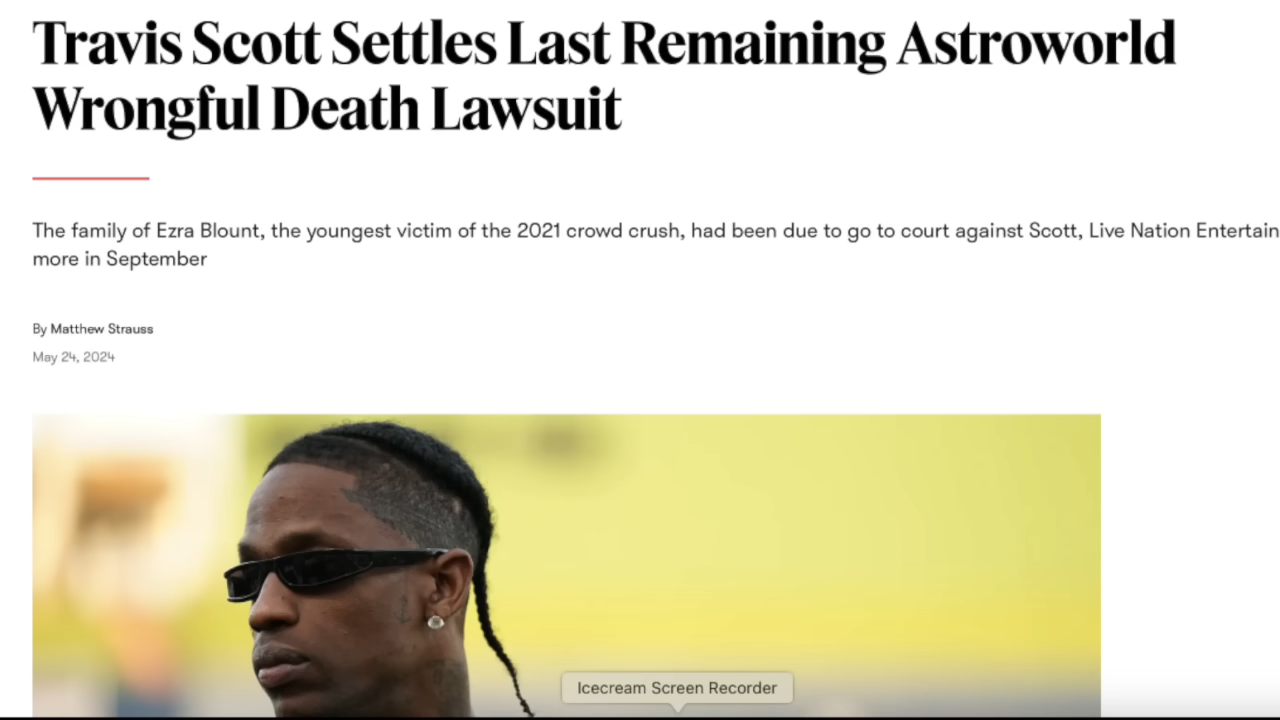 Travis Scott Settles Last Remaining Astroworld
Wrongful Death Lawsuit
The family of Ezra Blount, the youngest victim of the 2021 crowd crush, had been due to go to court against Scott, Live Nation Entertain
more in September
By Matthew Strauss
May 24, 2024
Icecream Screen Recorder